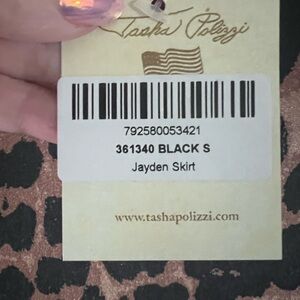 Tasha Polizzi
792580053421
361340 BLACK S
Jayden Skirt
www.tashapolizzi.com